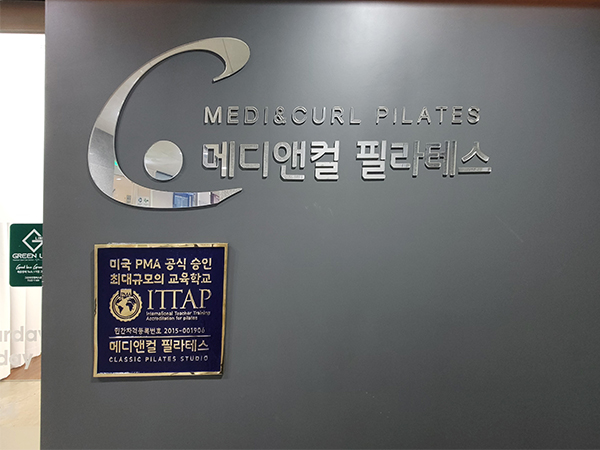 MEDI&CURL PILATES
메디앤컬 필라테스
미국 PMA 공식 승인
최대규모의 교육학교
ITTAP
International Teacher Training
Accreditation for pilates
민간자격등록번호 2015-001906
메디앤컬 필라테스
CLASSIC PILATES STUDIO
GREEN